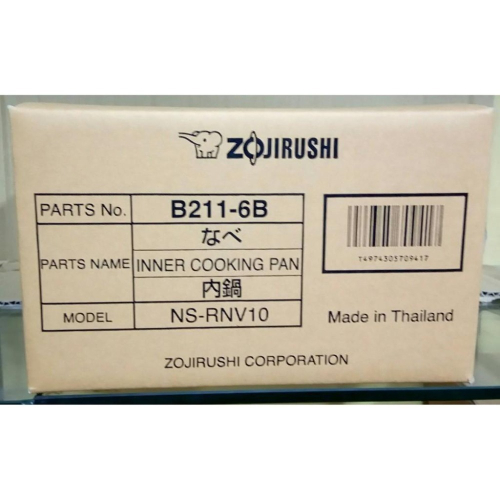 ZOJIRUSHI
PARTS No. B211-6B
PARTS NAME なべ
INNER COOKING PAN
内鍋
MODEL NS-RNV10
14974305709417
Made in Thailand
ZOJIRUSHI CORPORATION